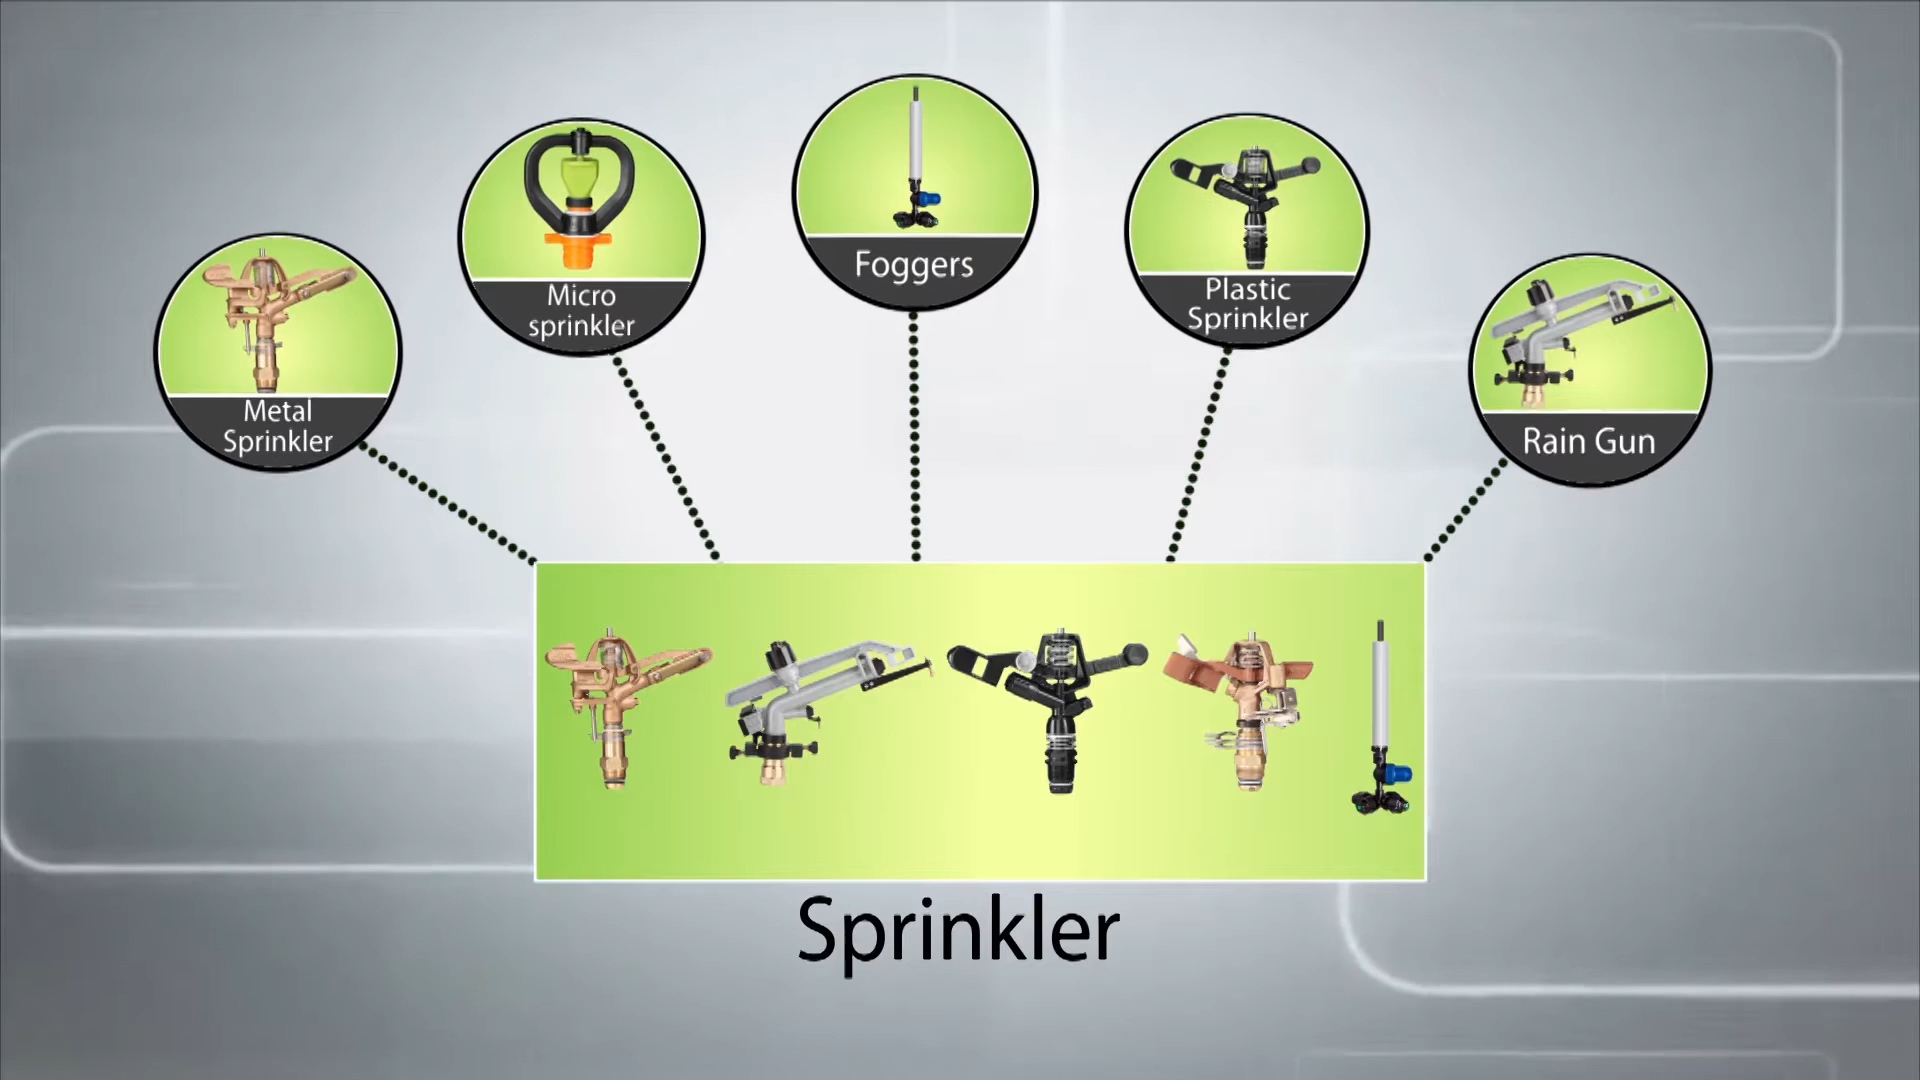 Metal
Sprinkler
Micro
sprinkler
Foggers
Plastic
Sprinkler
Rain Gun
Sprinkler